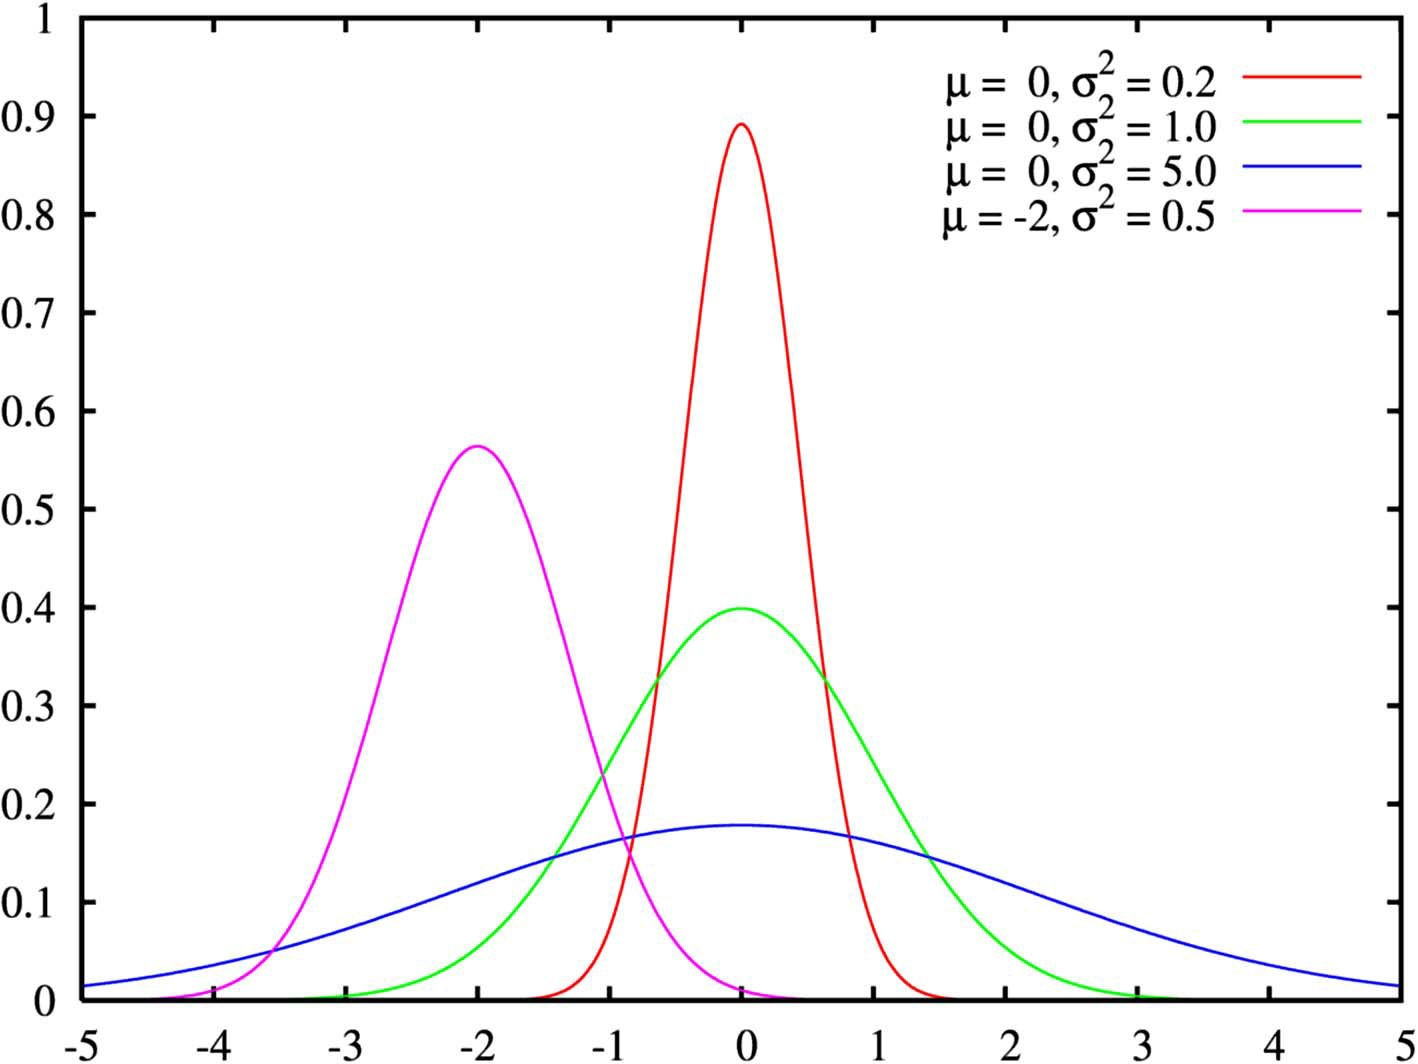 1
0.9
0.8
0.7
0.6
0.5
0.4
0.3
0.2
0.1
0
μ = 0, σ² = 0.2
μ = 0, σ² = 1.0
μ = 0, σ² = 5.0
μ = -2, σ² = 0.5
-5 -4 -3 -2 -1 0 1 2 3 4 5